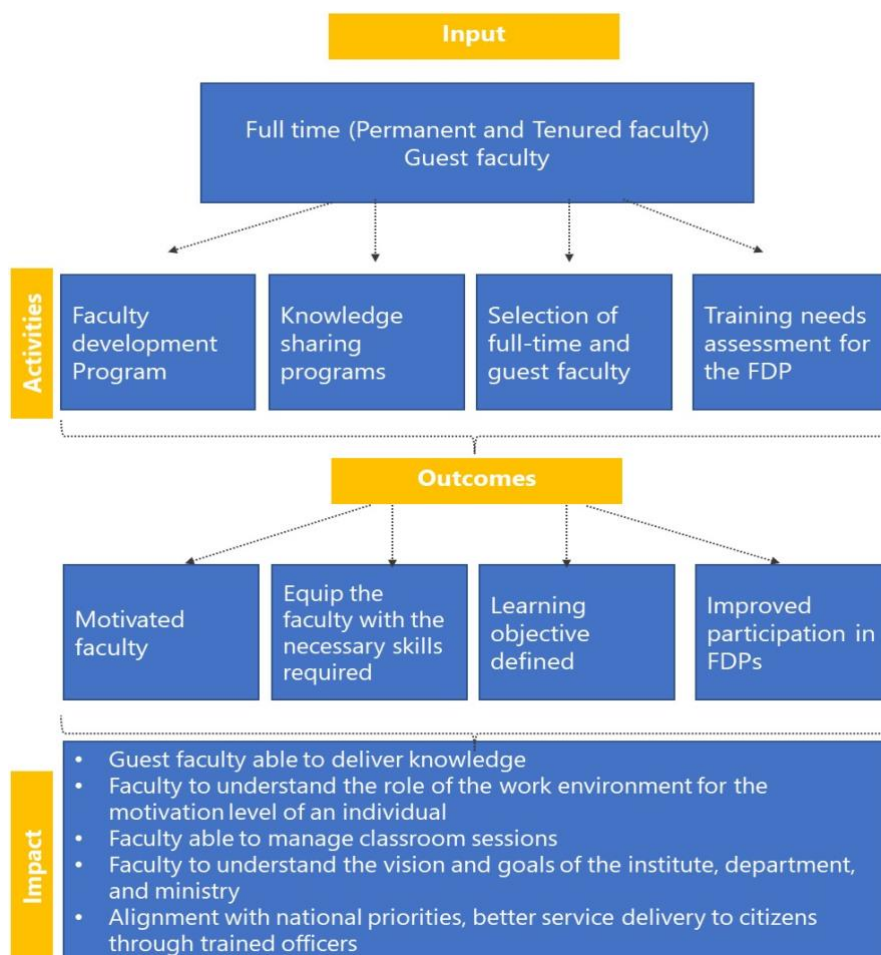 Input
Full time (Permanent and Tenured faculty)
Guest faculty
Activities
Faculty
development
Program
Knowledge
sharing
programs
Selection of
full-time and
guest faculty
Training needs
assessment for
the FDP
Outcomes
Motivated
faculty
Equip the
faculty with the
necessary skills
required
Learning
objective
defined
Improved
participation in
FDPs
Impact
• Guest faculty able to deliver knowledge
• Faculty to understand the role of the work environment for the
motivation level of an individual
• Faculty able to manage classroom sessions
• Faculty to understand the vision and goals of the institute, department,
and ministry
• Alignment with national priorities, better service delivery to citizens
through trained officers